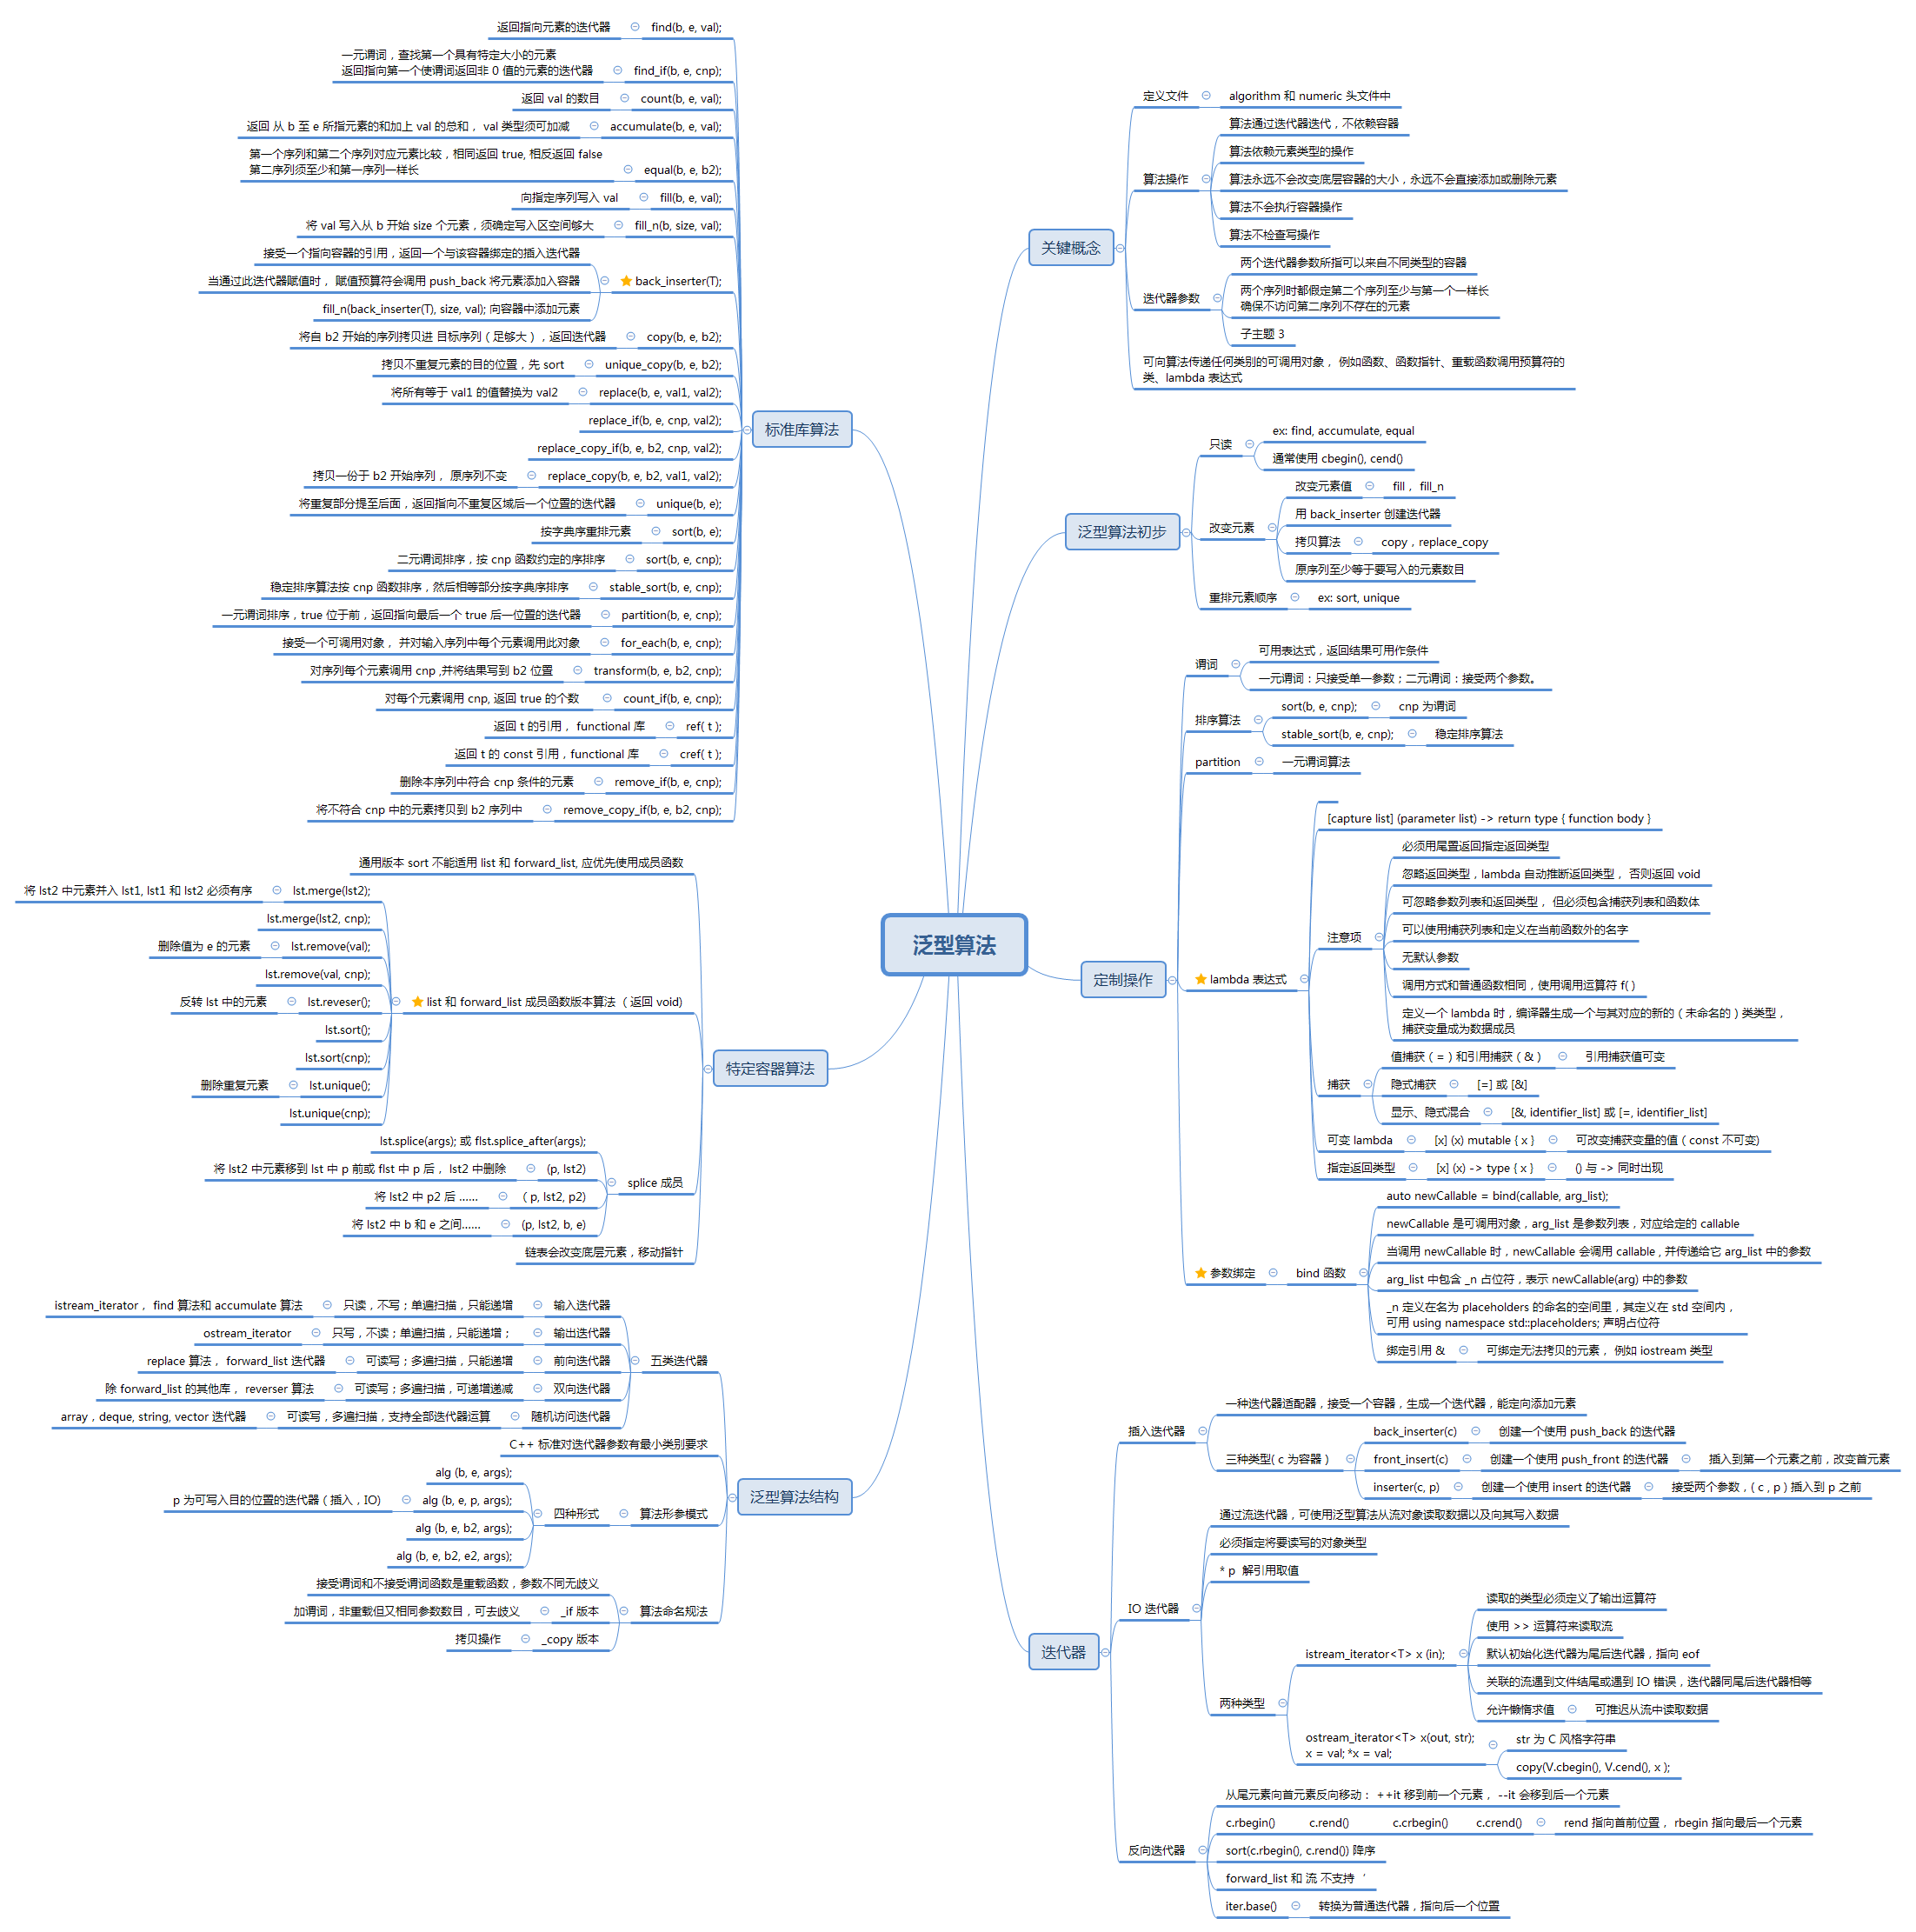 泛型算法
关键概念
定义文件
algorithm 和 numeric 头文件中
算法操作
算法通过迭代器迭代，不依赖容器
算法依赖元素类型的操作
算法永远不会改变底层容器的大小，永远不会直接添加或删除元素
算法不会执行容器操作
算法不检查写操作
迭代器参数
两个迭代器参数所指可以来自不同类型的容器
两个序列时都假定第二个序列至少与第一个一样长
确保不访问第二序列不存在的元素
子主题 3
可向算法传递任何类别的可调用对象， 例如函数、函数指针、重载函数调用预算符的
类、lambda 表达式
泛型算法初步
只读
ex: find, accumulate, equal
通常使用 cbegin(), cend()
改变元素
改变元素值
fill， fill_n
用 back_inserter 创建迭代器
拷贝算法
copy，replace_copy
原序列至少等于要写入的元素数目
重排元素顺序
ex: sort, unique
定制操作
谓词
可用表达式，返回结果可用作条件
一元谓词：只接受单一参数；二元谓词：接受两个参数。
排序算法
sort(b, e, cnp);
cnp 为谓词
stable_sort(b, e, cnp);
稳定排序算法
partition
一元谓词算法
lambda 表达式
[capture list] (parameter list) -> return type { function body }
注意项
必须用尾置返回指定返回类型
忽略返回类型，lambda 自动推断返回类型， 否则返回 void
可忽略参数列表和返回类型， 但必须包含捕获列表和函数体
可以使用捕获列表和定义在当前函数外的名字
无默认参数
调用方式和普通函数相同，使用调用运算符 f( )
定义一个 lambda 时，编译器生成一个与其对应的新的（未命名的）类类型，
捕获变量成为数据成员
捕获
值捕获（ = ）和引用捕获（ & ）
引用捕获值可变
隐式捕获
[=] 或 [&]
显示、隐式混合
[&, identifier_list] 或 [=, identifier_list]
可变 lambda
[x] (x) mutable { x }
可改变捕获变量的值（ const 不可变)
指定返回类型
[x] (x) -> type { x }
() 与 -> 同时出现
参数绑定
bind 函数
auto newCallable = bind(callable, arg_list);
newCallable 是可调用对象，arg_list 是参数列表，对应给定的 callable
当调用 newCallable 时，newCallable 会调用 callable , 并传递给它 arg_list 中的参数
arg_list 中包含 _n 占位符，表示 newCallable(arg) 中的参数
_n 定义在名为 placeholders 的命名的空间里，其定义在 std 空间内，
可用 using namespace std::placeholders; 声明占位符
绑定引用 &
可绑定无法拷贝的元素， 例如 iostream 类型
迭代器
插入迭代器
一种迭代器适配器，接受一个容器，生成一个迭代器，能定向添加元素
三种类型( c 为容器 ）
back_inserter(c)
创建一个使用 push_back 的迭代器
front_insert(c)
创建一个使用 push_front 的迭代器
插入到第一个元素之前，改变首元素
inserter(c, p)
创建一个使用 insert 的迭代器
接受两个参数，( c , p ) 插入到 p 之前
IO 迭代器
通过流迭代器，可使用泛型算法从流对象读取数据以及向其写入数据
必须指定将要读写的对象类型
* p 解引用取值
两种类型
istream_iterator<T> x (in);
读取的类型必须定义了输出运算符
使用 >> 运算符来读取流
默认初始化迭代器为尾后迭代器，指向 eof
关联的流遇到文件结尾或遇到 IO 错误，迭代器同尾后迭代器相等
允许懒惰求值
可推迟从流中读取数据
ostream_iterator<T> x(out, str);
x = val; *x = val;
str 为 C 风格字符串
copy(V.cbegin(), V.cend(), x );
反向迭代器
从尾元素向首元素反向移动： ++it 移到前一个元素， --it 会移到后一个元素
c.rbegin() c.rend() c.crbegin() c.crend()
rend 指向首前位置， rbegin 指向最后一个元素
sort(c.rbegin(), c.rend()) 降序
forward_list 和 流 不支持 ‘
iter.base()
转换为普通迭代器，指向后一个位置
标准库算法
返回指向元素的迭代器
find(b, e, val);
一元谓词，查找第一个具有特定大小的元素
返回指向第一个使谓词返回非 0 值的元素的迭代器
find_if(b, e, cnp);
返回 val 的数目
count(b, e, val);
返回 从 b 至 e 所指元素的和加上 val 的总和， val 类型须可加减
accumulate(b, e, val);
第一个序列和第二个序列对应元素比较，相同返回 true, 相反返回 false
第二序列须至少和第一序列一样长
equal(b, e, b2);
向指定序列写入 val
fill(b, e, val);
将 val 写入从 b 开始 size 个元素，须确定写入区空间够大
fill_n(b, size, val);
接受一个指向容器的引用，返回一个与该容器绑定的插入迭代器
当通过此迭代器赋值时， 赋值预算符会调用 push_back 将元素添加入容器
fill_n(back_inserter(T), size, val); 向容器中添加元素
back_inserter(T);
将自 b2 开始的序列拷贝进 目标序列（ 足够大 ），返回迭代器
copy(b, e, b2);
拷贝不重复元素的目的位置，先 sort
unique_copy(b, e, b2);
将所有等于 val1 的值替换为 val2
replace(b, e, val1, val2);
replace_if(b, e, cnp, val2);
replace_copy_if(b, e, b2, cnp, val2);
拷贝一份于 b2 开始序列， 原序列不变
replace_copy(b, e, b2, val1, val2);
将重复部分提至后面，返回指向不重复区域后一个位置的迭代器
unique(b, e);
按字典序重排元素
sort(b, e);
二元谓词排序，按 cnp 函数约定的序排序
sort(b, e, cnp);
稳定排序算法按 cnp 函数排序，然后相等部分按字典序排序
stable_sort(b, e, cnp);
一元谓词排序，true 位于前，返回指向最后一个 true 后一位置的迭代器
partition(b, e, cnp);
接受一个可调用对象， 并对输入序列中每个元素调用此对象
for_each(b, e, cnp);
对序列每个元素调用 cnp ,并将结果写到 b2 位置
transform(b, e, b2, cnp);
对每个元素调用 cnp, 返回 true 的个数
count_if(b, e, cnp);
返回 t 的引用， functional 库
ref( t );
返回 t 的 const 引用，functional 库
cref( t );
删除本序列中符合 cnp 条件的元素
remove_if(b, e, cnp);
将不符合 cnp 中的元素拷贝到 b2 序列中
remove_copy_if(b, e, b2, cnp);
特定容器算法
通用版本 sort 不能适用 list 和 forward_list, 应优先使用成员函数
list 和 forward_list 成员函数版本算法 （ 返回 void)
将 lst2 中元素并入 lst1, lst1 和 lst2 必须有序
lst.merge(lst2);
lst.merge(lst2, cnp);
删除值为 e 的元素
lst.remove(val);
lst.remove(val, cnp);
反转 lst 中的元素
lst.reveser();
lst.sort();
lst.sort(cnp);
删除重复元素
lst.unique();
lst.unique(cnp);
splice 成员
lst.splice(args); 或 flst.splice_after(args);
将 lst2 中元素移到 lst 中 p 前或 flst 中 p 后， lst2 中删除
(p, lst2)
将 lst2 中 p2 后 ......
( p, lst2, p2)
将 lst2 中 b 和 e 之间......
(p, lst2, b, e)
链表会改变底层元素，移动指针
泛型算法结构
五类迭代器
istream_iterator， find 算法和 accumulate 算法
只读，不写；单遍扫描，只能递增
输入迭代器
ostream_iterator
只写，不读；单遍扫描，只能递增；
输出迭代器
replace 算法， forward_list 迭代器
可读写；多遍扫描，只能递增
前向迭代器
除 forward_list 的其他库， reverser 算法
可读写；多遍扫描，可递增递减
双向迭代器
array，deque, string, vector 迭代器
可读写，多遍扫描，支持全部迭代器运算
随机访问迭代器
C++ 标准对迭代器参数有最小类别要求
算法形参模式
四种形式
alg (b, e, args);
p 为可写入目的位置的迭代器（ 插入，IO)
alg (b, e, p, args);
alg (b, e, b2, args);
alg (b, e, b2, e2, args);
算法命名规法
接受谓词和不接受谓词函数是重载函数，参数不同无歧义
加谓词，非重载但又相同参数数目，可去歧义
_if 版本
拷贝操作
_copy 版本